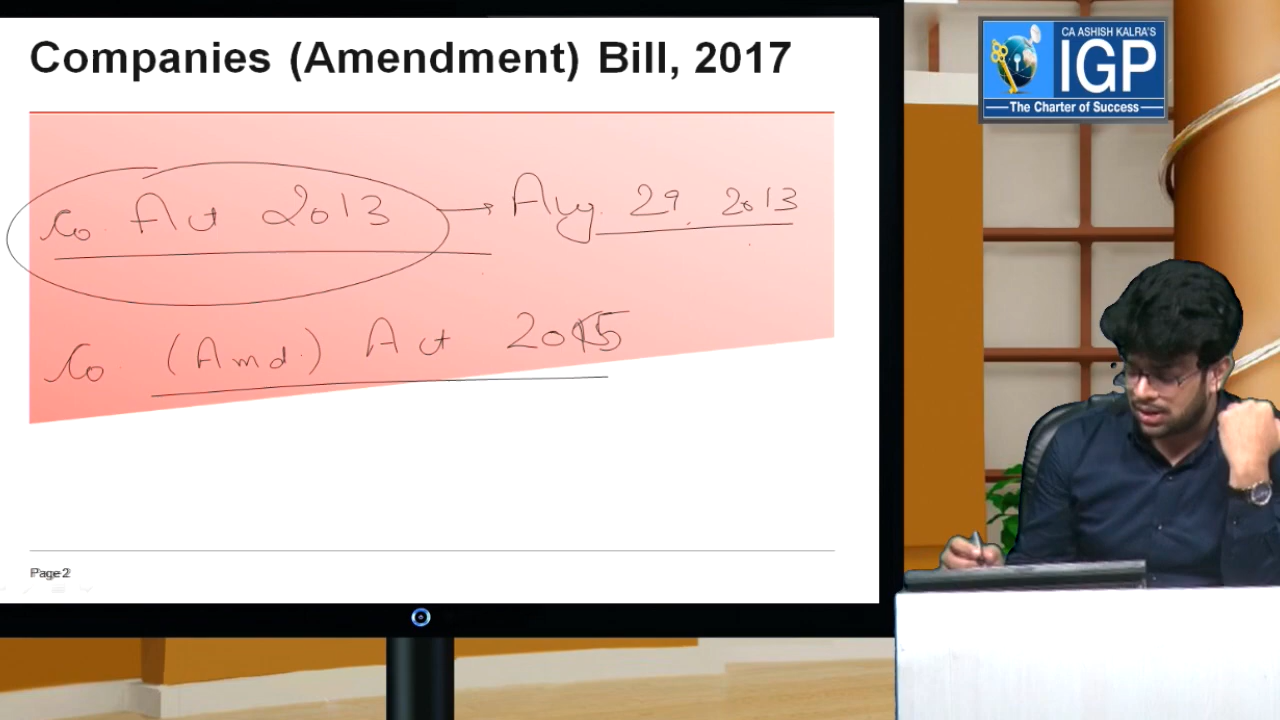 Companies (Amendment) Bill, 2017
Co. Act 2013 → Aug. 29, 2013
Co. (Amd.) Act 2015
Page 2
CA ASHISH KALRA'S
IGP
The Charter of Success